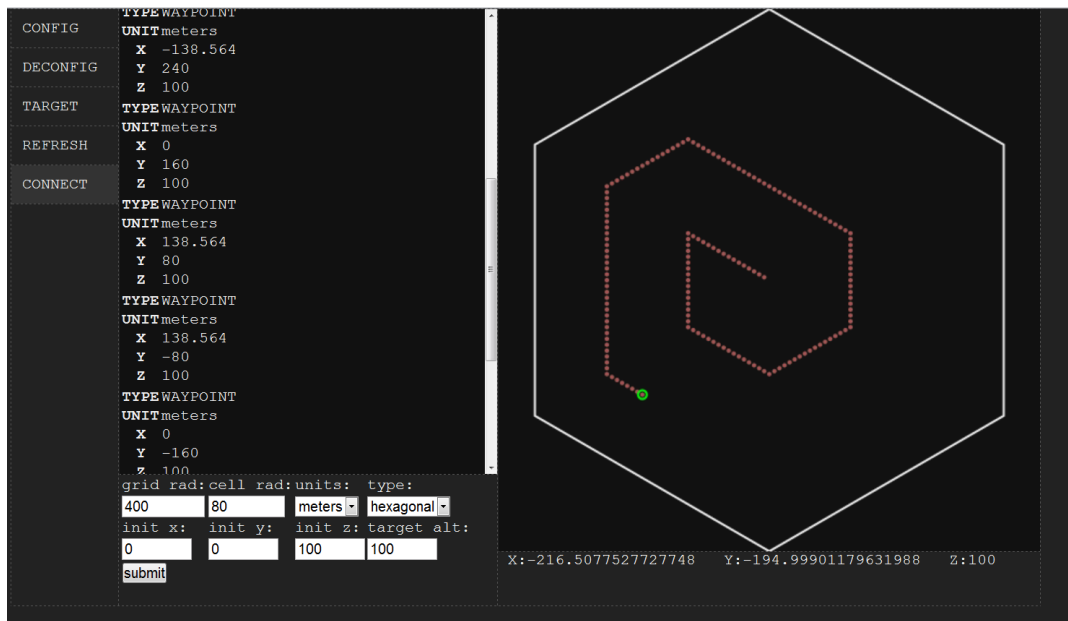 CONFIG
DECONFIG
TARGET
REFRESH
CONNECT
TYPE WAYPOINT
UNIT meters
X -138.564
Y 240
Z 100
TYPE WAYPOINT
UNIT meters
X 0
Y 160
Z 100
TYPE WAYPOINT
UNIT meters
X 138.564
Y 80
Z 100
TYPE WAYPOINT
UNIT meters
X 138.564
Y -80
Z 100
TYPE WAYPOINT
UNIT meters
X 0
Y -160
Z 100
grid rad: cell rad: units: type:
400 80 meters hexagonal
init x: init y: init z: target alt:
0 0 100 100
submit
X:-216.5077527727748 Y:-194.99901179631988 Z:100